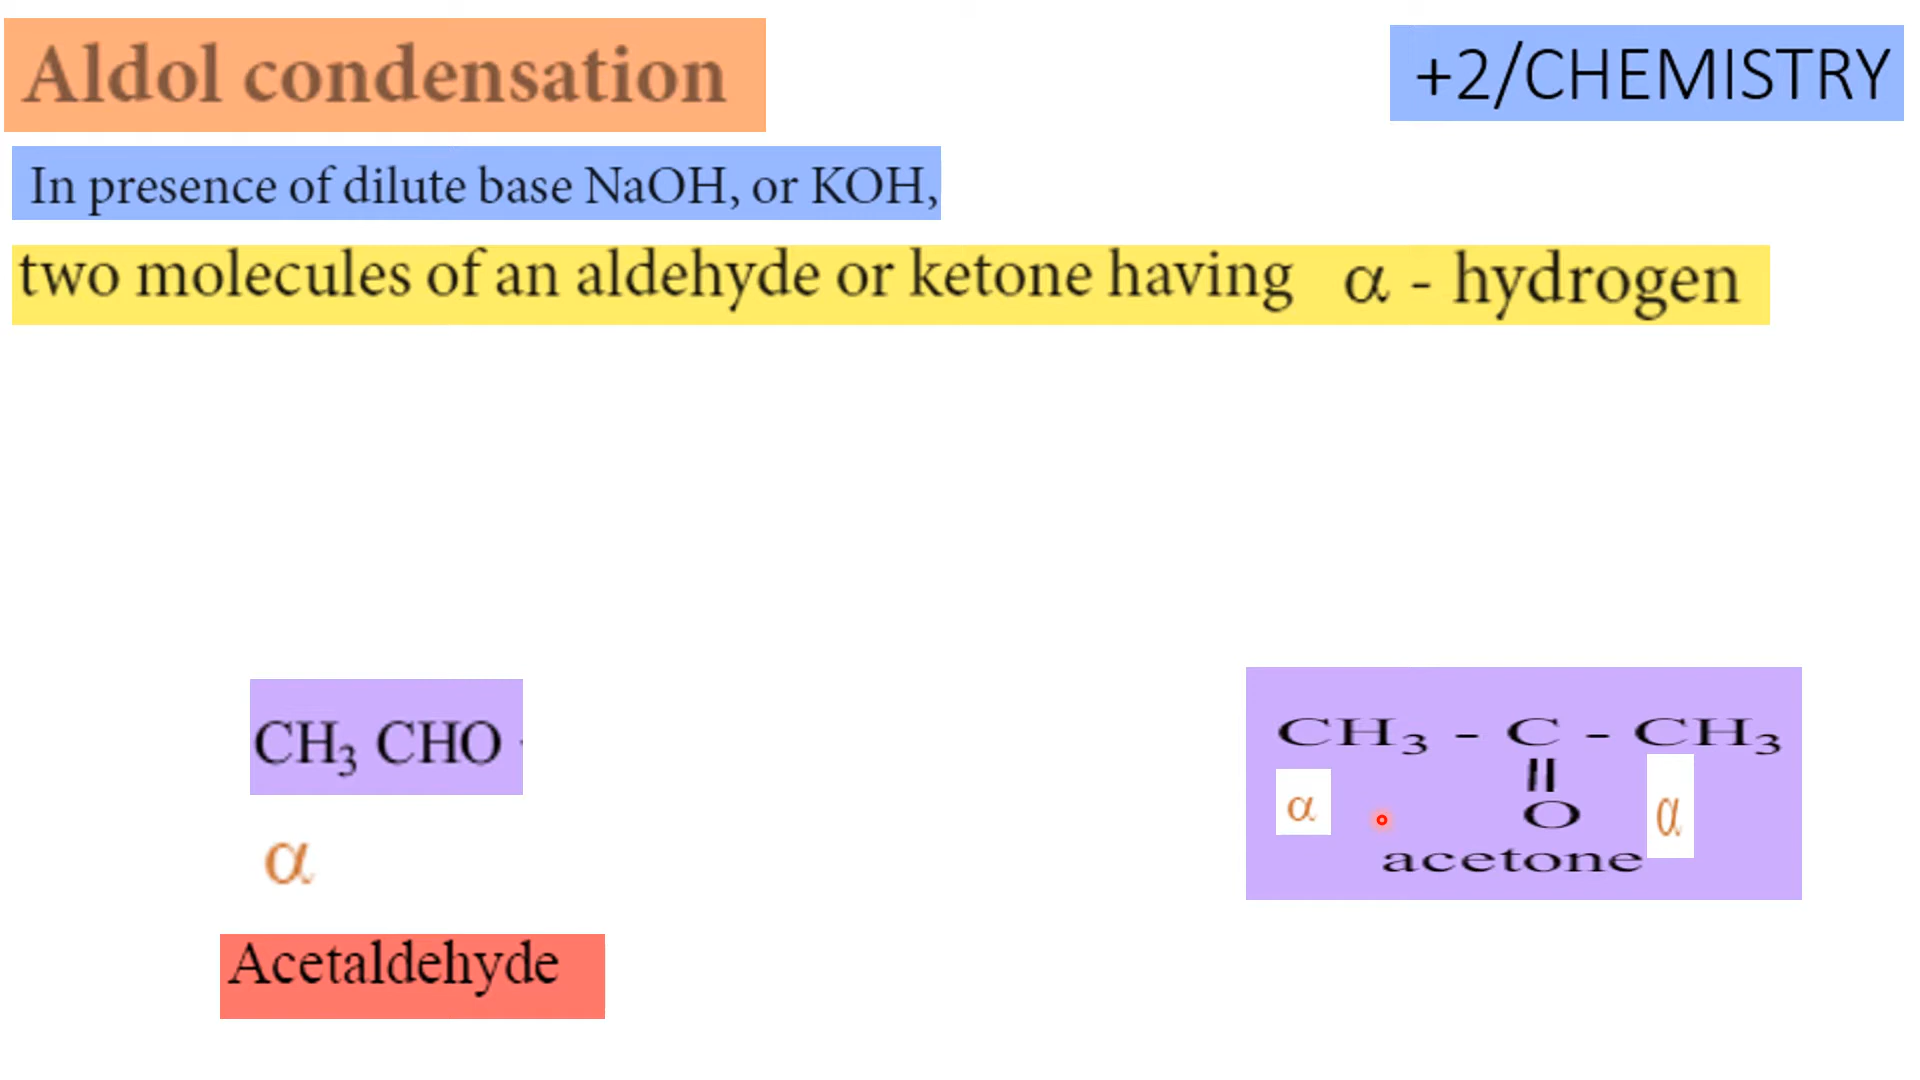 Aldol condensation
+2/CHEMISTRY
In presence of dilute base NaOH, or KOH,
two molecules of an aldehyde or ketone having α - hydrogen
CH₃ CHO
α
Acetaldehyde
CH₃ - C - CH₃
||
α O α
acetone